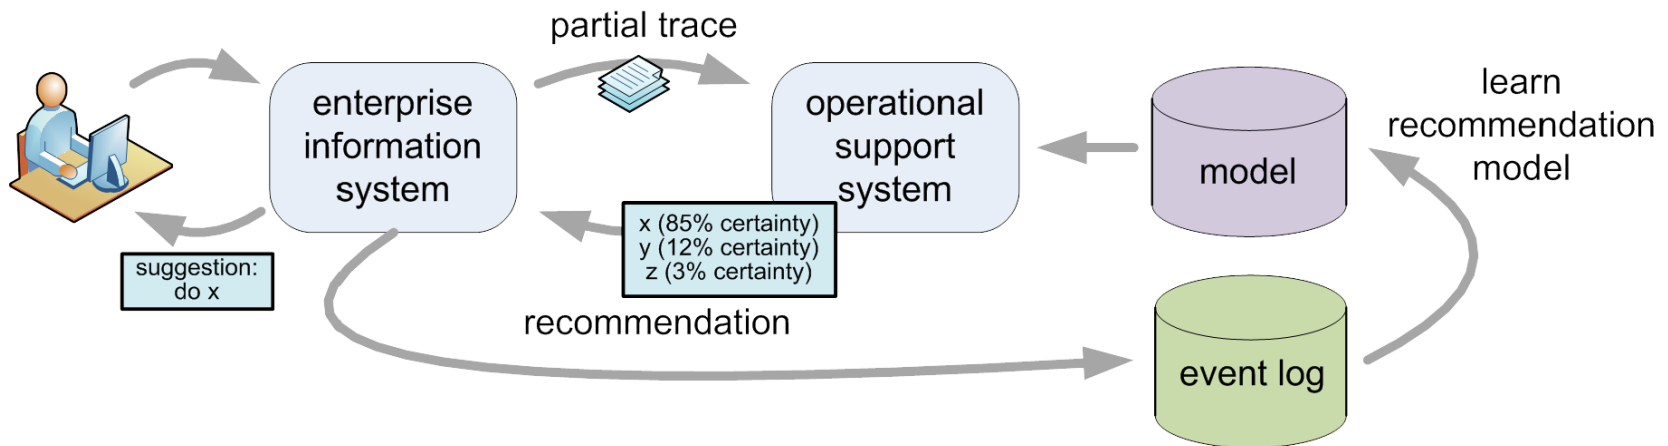 partial trace
enterprise
information
system
operational
support
system
model
learn
recommendation
model
x (85% certainty)
y (12% certainty)
z (3% certainty)
suggestion:
do x
recommendation
event log